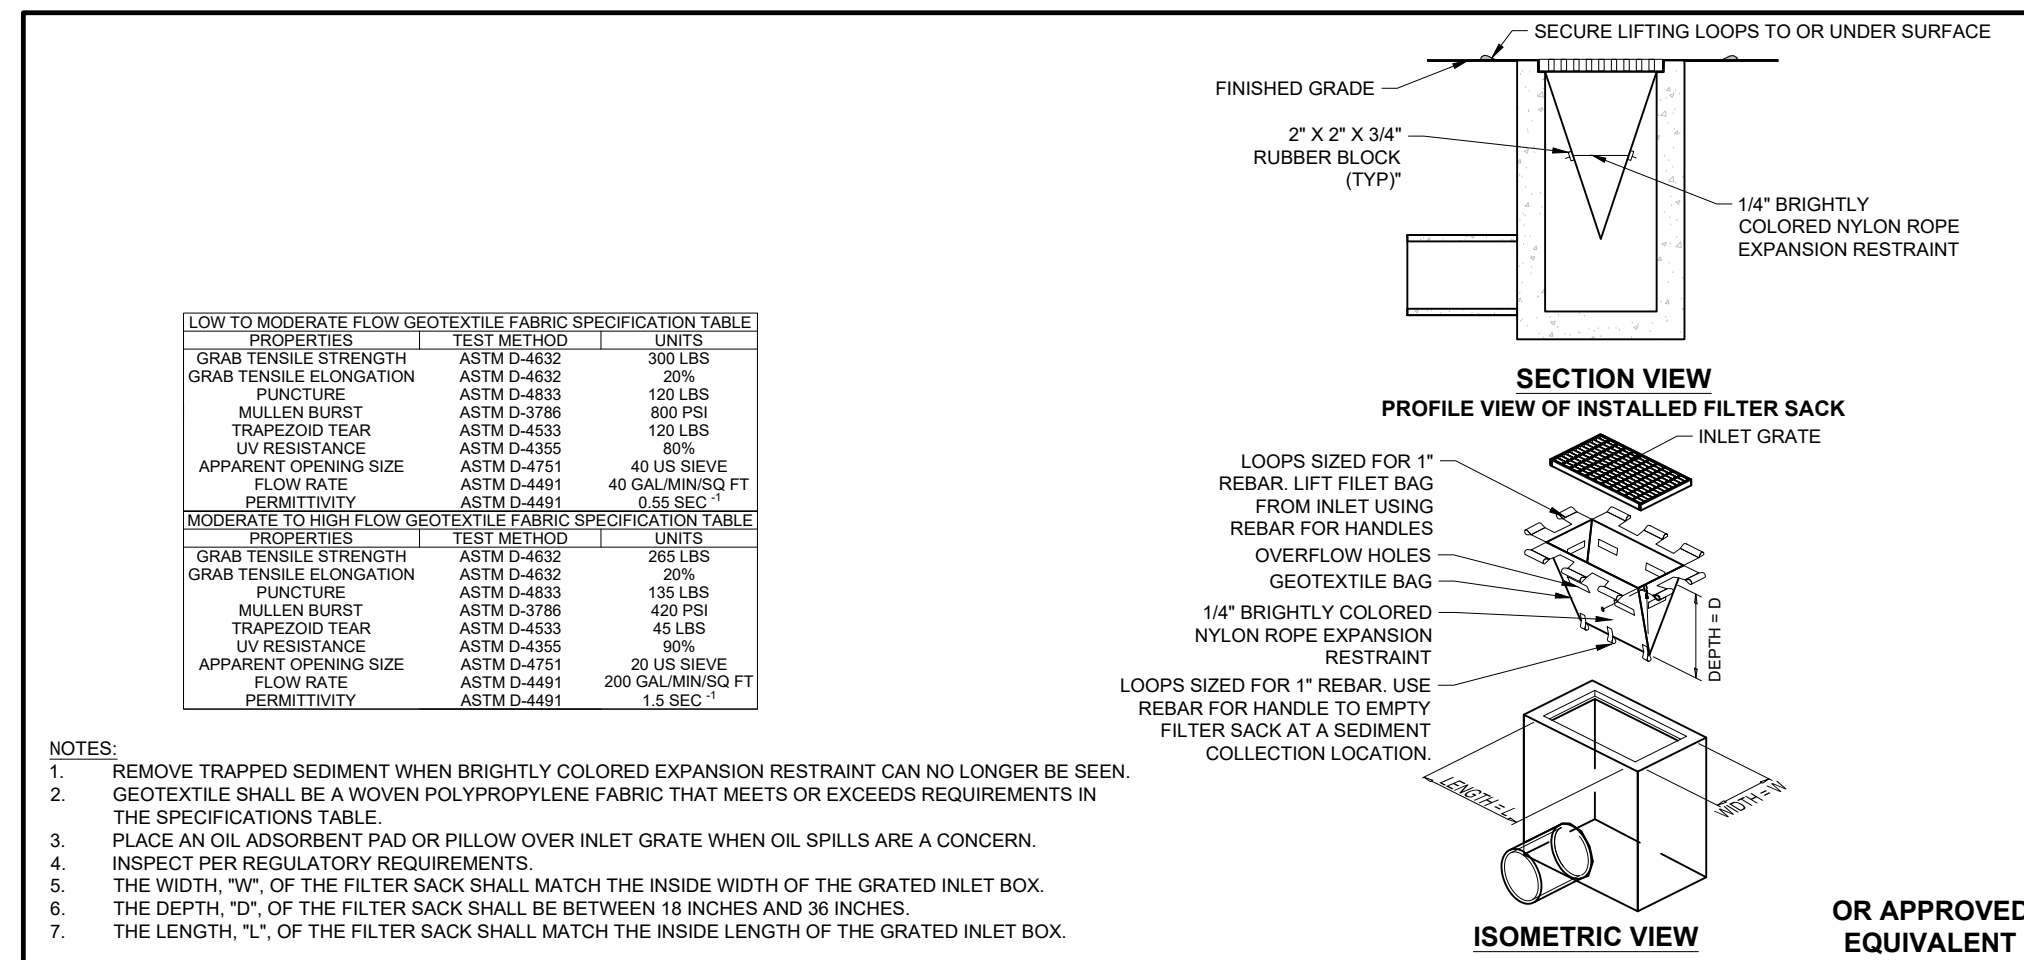 SECURE LIFTING LOOPS TO OR UNDER SURFACE
FINISHED GRADE
2" X 2" X 3/4"
RUBBER BLOCK
(TYP)"
1/4" BRIGHTLY
COLORED NYLON ROPE
EXPANSION RESTRAINT
SECTION VIEW
PROFILE VIEW OF INSTALLED FILTER SACK
LOW TO MODERATE FLOW GEOTEXTILE FABRIC SPECIFICATION TABLE
PROPERTIES TEST METHOD UNITS
GRAB TENSILE STRENGTH ASTM D-4632 300 LBS
GRAB TENSILE ELONGATION ASTM D-4632 20%
PUNCTURE ASTM D-4833 120 LBS
MULLEN BURST ASTM D-3786 800 PSI
TRAPEZOID TEAR ASTM D-4533 120 LBS
UV RESISTANCE ASTM D-4355 80%
APPARENT OPENING SIZE ASTM D-4751 40 US SIEVE
FLOW RATE ASTM D-4491 40 GAL/MIN/SQ FT
PERMITTIVITY ASTM D-4491 0.55 SEC -1
MODERATE TO HIGH FLOW GEOTEXTILE FABRIC SPECIFICATION TABLE
PROPERTIES TEST METHOD UNITS
GRAB TENSILE STRENGTH ASTM D-4632 265 LBS
GRAB TENSILE ELONGATION ASTM D-4632 20%
PUNCTURE ASTM D-4833 135 LBS
MULLEN BURST ASTM D-3786 420 PSI
TRAPEZOID TEAR ASTM D-4533 45 LBS
UV RESISTANCE ASTM D-4355 90%
APPARENT OPENING SIZE ASTM D-4751 20 US SIEVE
FLOW RATE ASTM D-4491 200 GAL/MIN/SQ FT
PERMITTIVITY ASTM D-4491 1.5 SEC -1
INLET GRATE
LOOPS SIZED FOR 1"
REBAR. LIFT FILET BAG
FROM INLET USING
REBAR FOR HANDLES
OVERFLOW HOLES
GEOTEXTILE BAG
1/4" BRIGHTLY COLORED
NYLON ROPE EXPANSION
RESTRAINT
LOOPS SIZED FOR 1" REBAR. USE
REBAR FOR HANDLE TO EMPTY
FILTER SACK AT A SEDIMENT
COLLECTION LOCATION.
DEPTH = D
LENGTH = L
WIDTH = W
ISOMETRIC VIEW
NOTES:
1. REMOVE TRAPPED SEDIMENT WHEN BRIGHTLY COLORED EXPANSION RESTRAINT CAN NO LONGER BE SEEN.
2. GEOTEXTILE SHALL BE A WOVEN POLYPROPYLENE FABRIC THAT MEETS OR EXCEEDS REQUIREMENTS IN
THE SPECIFICATIONS TABLE.
3. PLACE AN OIL ADSORBENT PAD OR PILLOW OVER INLET GRATE WHEN OIL SPILLS ARE A CONCERN.
4. INSPECT PER REGULATORY REQUIREMENTS.
5. THE WIDTH, "W", OF THE FILTER SACK SHALL MATCH THE INSIDE WIDTH OF THE GRATED INLET BOX.
6. THE DEPTH, "D", OF THE FILTER SACK SHALL BE BETWEEN 18 INCHES AND 36 INCHES.
7. THE LENGTH, "L", OF THE FILTER SACK SHALL MATCH THE INSIDE LENGTH OF THE GRATED INLET BOX.
OR APPROVED
EQUIVALENT